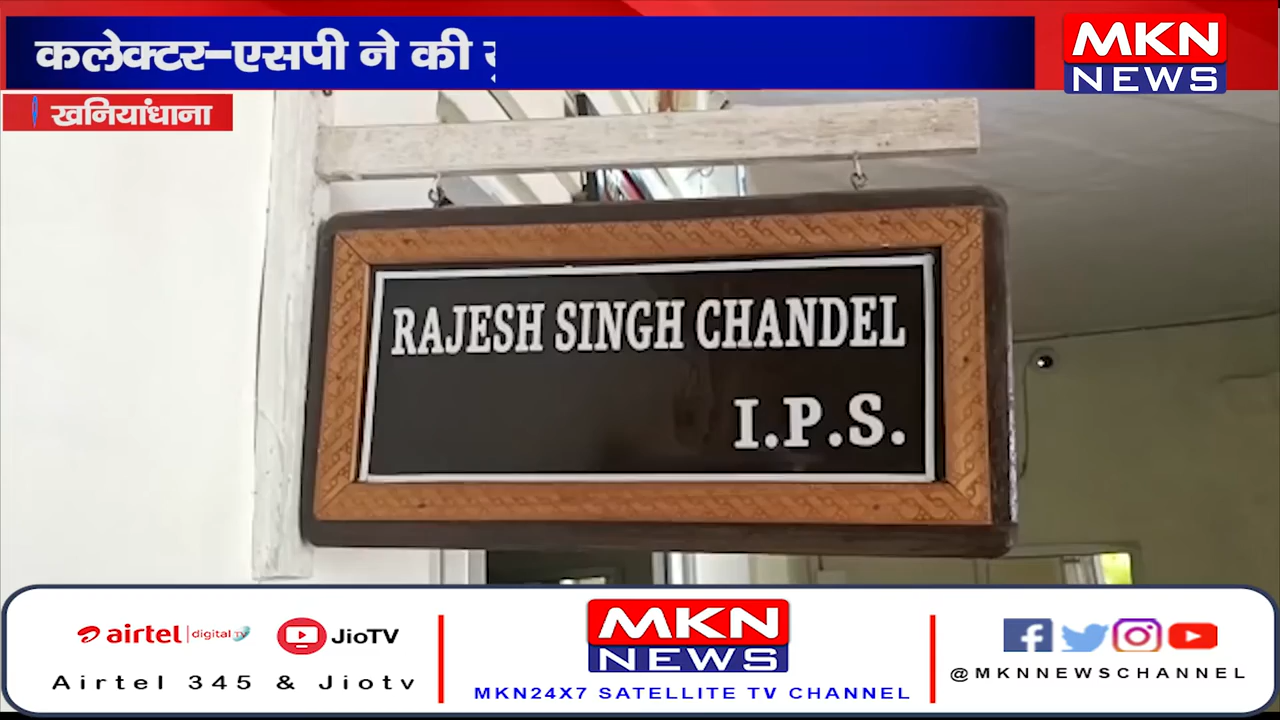 कलेक्टर-एसपी ने की
MKN
NEWS
खनियांधाना
RAJESH SINGH CHANDEL
I.P.S.
airtel digital TV
JioTV
Airtel 345 & Jiotv
MKN
NEWS
MKN24X7 SATELLITE TV CHANNEL
@MKNNEWSCHANNEL